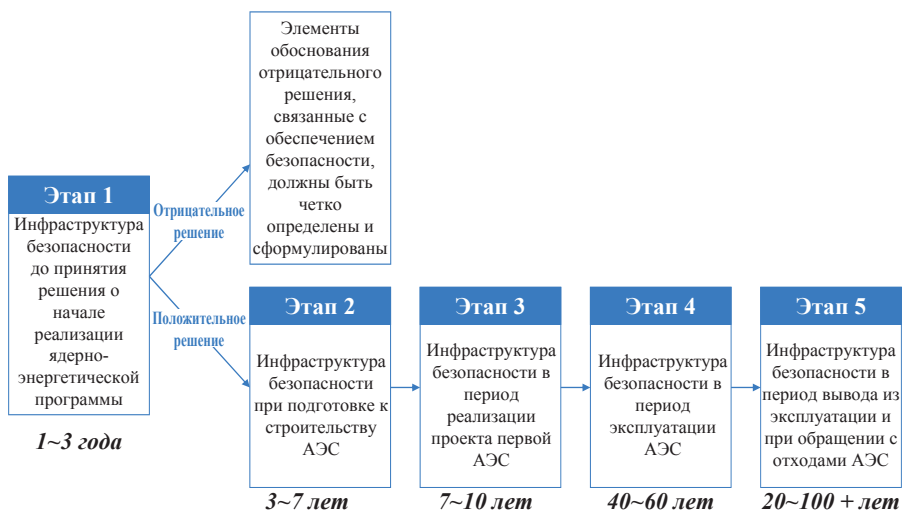 Элементы
обоснования
отрицательного
решения,
связанные с
обеспечением
безопасности,
должны быть
четко
определены и
сформулированы
Этап 1
Инфраструктура
безопасности
до принятия
решения о
начале
реализации
ядерно-
энергетической
программы
1~3 года
Отрицательное
решение
Положительное
решение
Этап 2
Инфраструктура
безопасности
при подготовке к
строительству
АЭС
3~7 лет
Этап 3
Инфраструктура
безопасности в
период
реализации
проекта первой
АЭС
7~10 лет
Этап 4
Инфраструктура
безопасности в
период
эксплуатации АЭС
40~60 лет
Этап 5
Инфраструктура
безопасности в
период вывода из
эксплуатации и
при обращении с
отходами АЭС
20~100 + лет